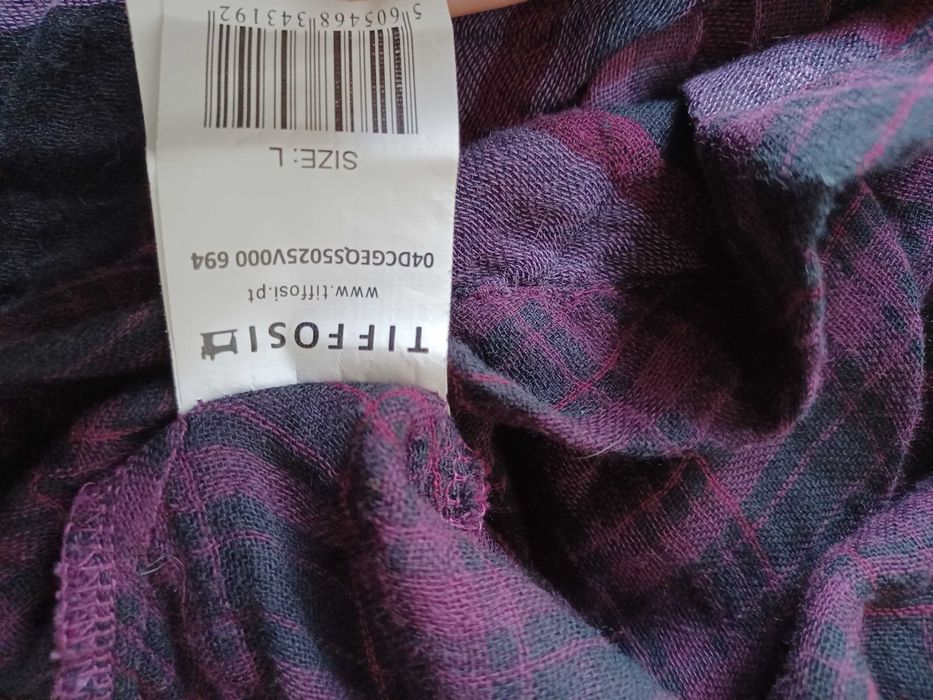 TIFFOSI
www.tiffosi.pt
04DCGEQS5025V000 694
SIZE: L
5605468343192